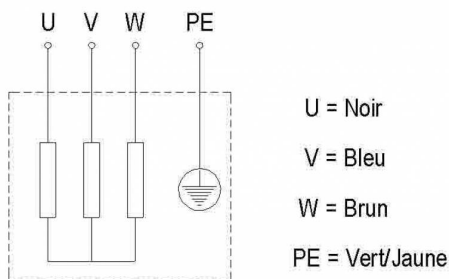 U V W PE
U = Noir
V = Bleu
W = Brun
PE = Vert/Jaune